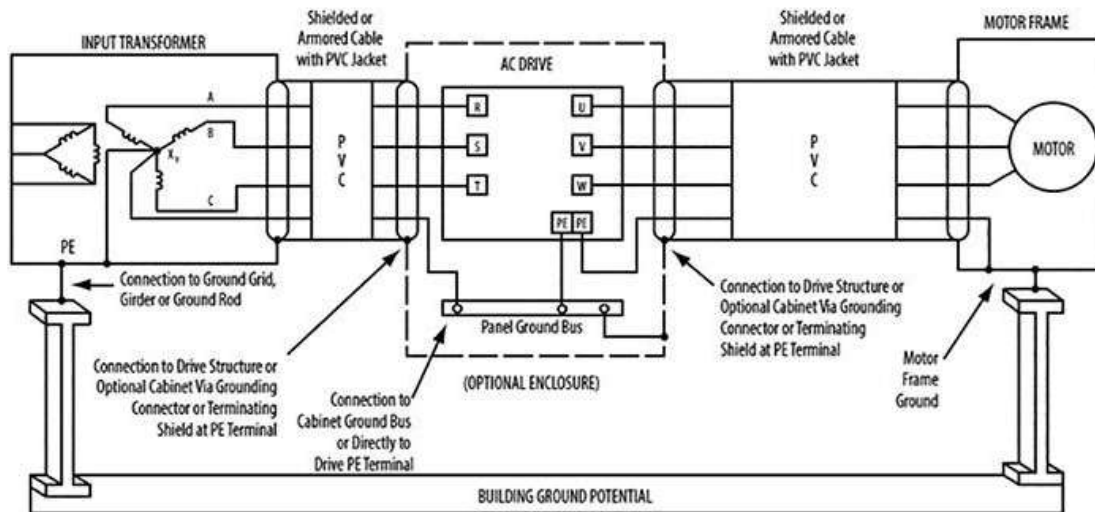 INPUT TRANSFORMER
Shielded or
Armored Cable
with PVC Jacket
AC DRIVE
Shielded or
Armored Cable
with PVC Jacket
MOTOR FRAME
A
B
C
X₀
PE
P
V
C
R
S
T
U
V
W
PE
PE
P
V
C
MOTOR
Connection to Ground Grid,
Girder or Ground Rod
Panel Ground Bus
Connection to Drive Structure or
Optional Cabinet Via Grounding
Connector or Terminating
Shield at PE Terminal
(OPTIONAL ENCLOSURE)
Connection to
Cabinet Ground Bus
or Directly to
Drive PE Terminal
Connection to Drive Structure or
Optional Cabinet Via Grounding
Connector or Terminating
Shield at PE Terminal
Motor
Frame
Ground
BUILDING GROUND POTENTIAL